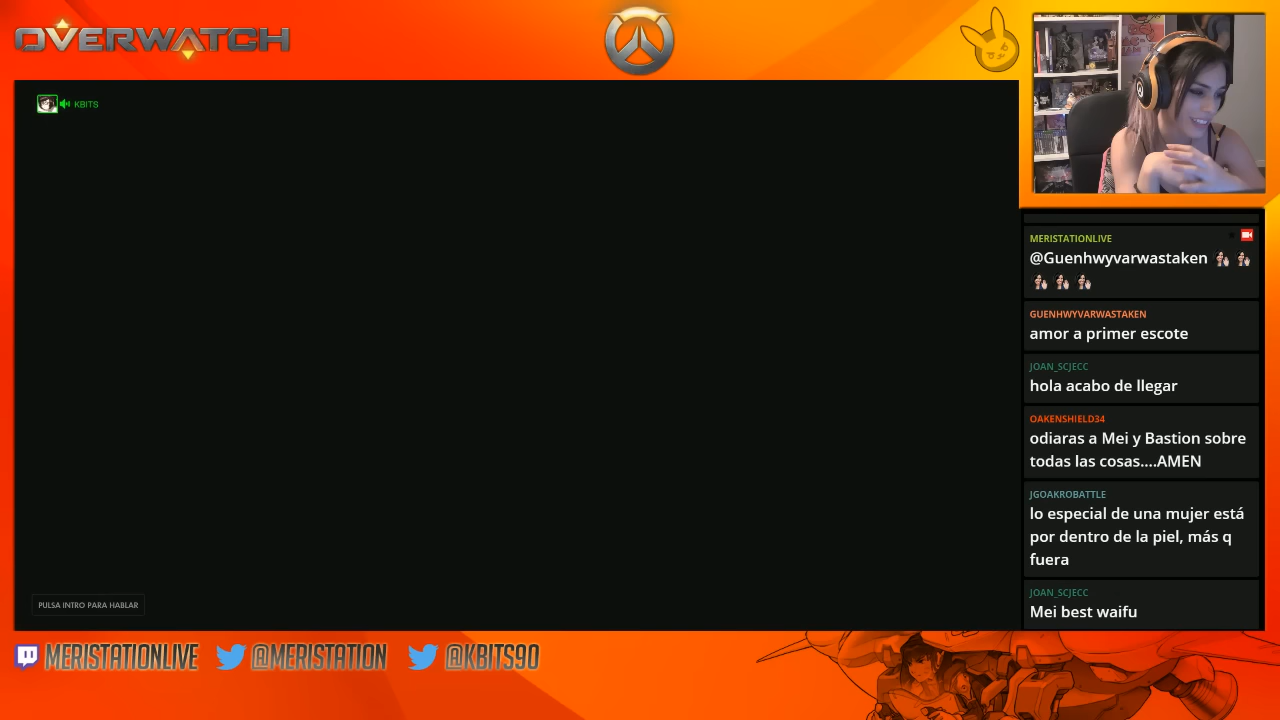 OVERWATCH
KBITS
MERISTATIONLIVE
@Guenhwyvarwastaken
GUENHWYVARWASTAKEN
amor a primer escote
JOAN_SCJECC
hola acabo de llegar
OAKENSHIELD34
odiaras a Mei y Bastion sobre
todas las cosas....AMEN
JGOAKROBATTLE
lo especial de una mujer está
por dentro de la piel, más q
fuera
JOAN_SCJECC
Mei best waifu
PULSA INTRO PARA HABLAR
MERISTATIONLIVE @MERISTATION @KBITS90